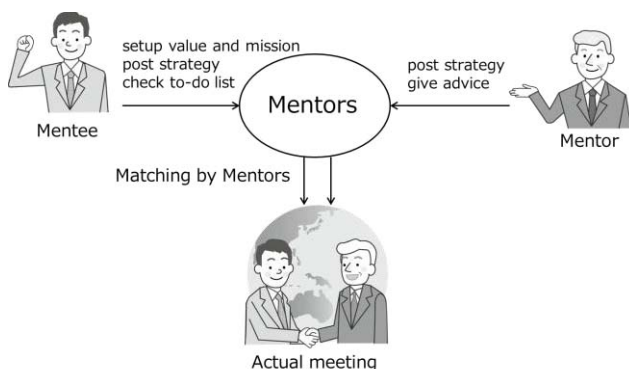 setup value and mission
post strategy
check to-do list
Mentee
Mentors
post strategy
give advice
Mentor
Matching by Mentors
Actual meeting